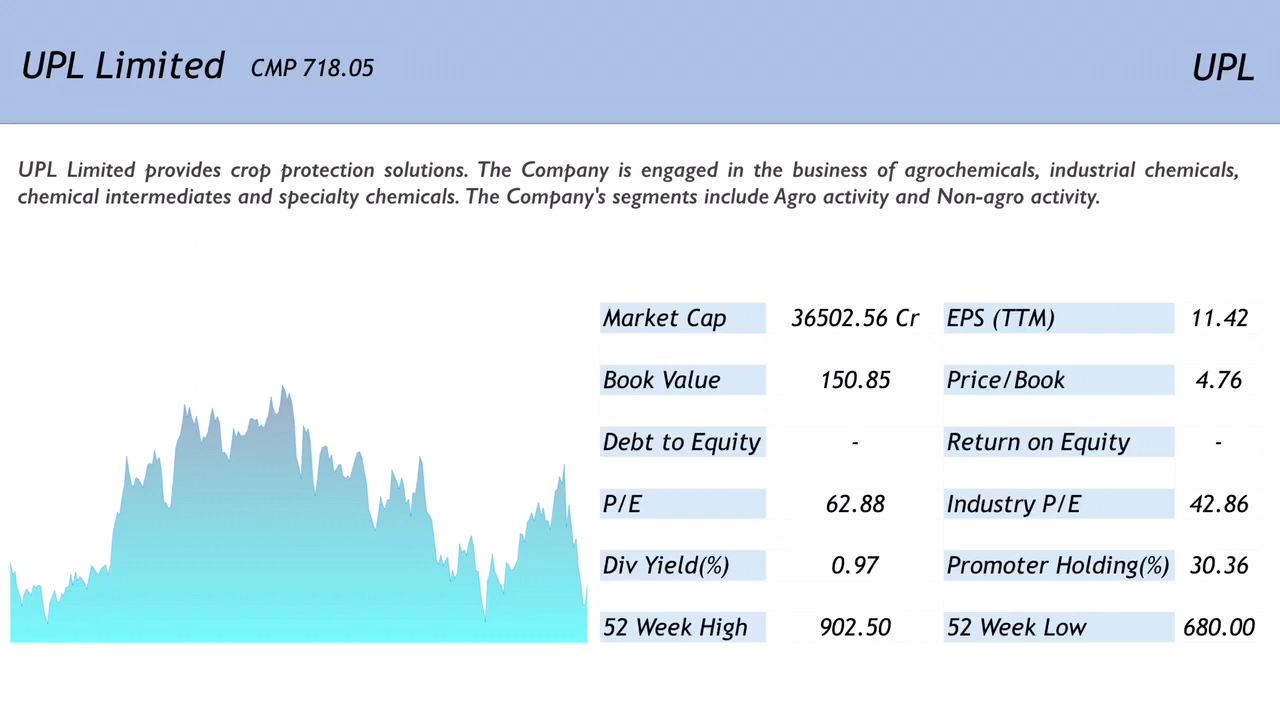 UPL Limited CMP 718.05 UPL
UPL Limited provides crop protection solutions. The Company is engaged in the business of agrochemicals, industrial chemicals,
chemical intermediates and specialty chemicals. The Company's segments include Agro activity and Non-agro activity.
Market Cap 36502.56 Cr EPS (TTM) 11.42
Book Value 150.85 Price/Book 4.76
Debt to Equity - Return on Equity -
P/E 62.88 Industry P/E 42.86
Div Yield(%) 0.97 Promoter Holding(%) 30.36
52 Week High 902.50 52 Week Low 680.00